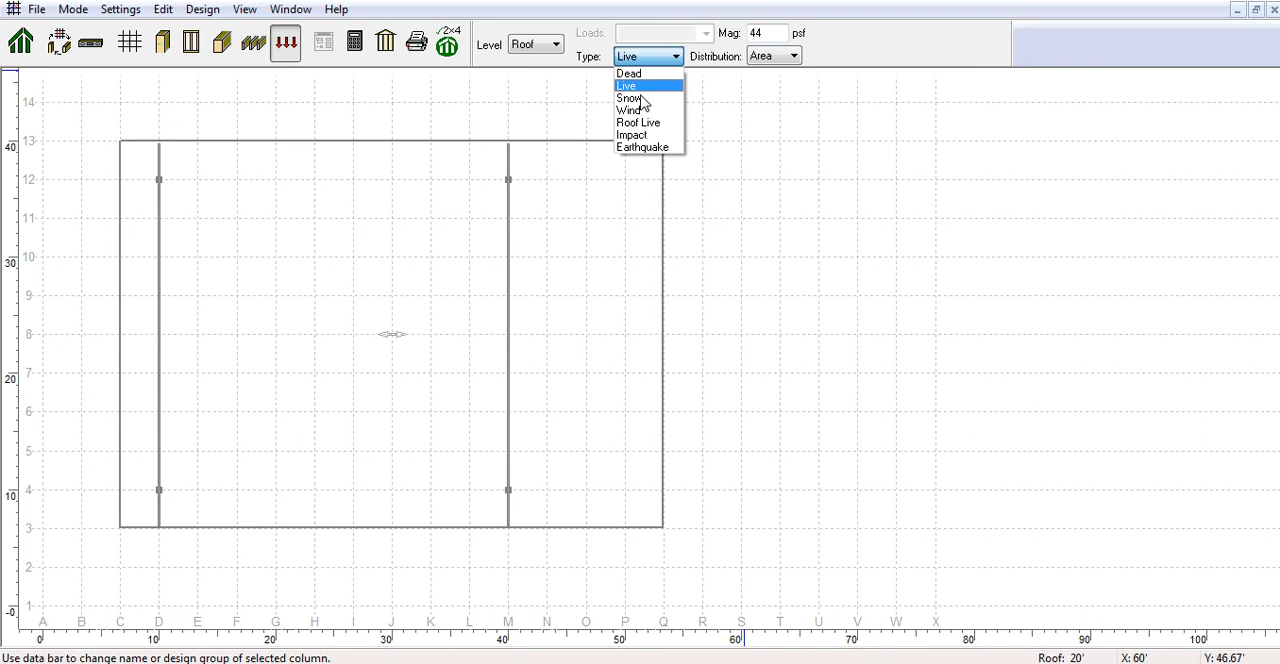 File Mode Settings Edit Design View Window Help
2×4
Level Roof Loads: Mag: 44 psf
Type: Live Distribution: Area
Dead
Live
Snow
Wind
Roof Live
Impact
Earthquake
14
13
12
11
10
9
8
7
6
5
4
3
2
1
40
30
20
10
-0
A B C D E F G H I J K L M N O P Q R S T U V W X
0 10 20 30 40 50 60 70 80 90 100
Use data bar to change name or design group of selected column. Roof: 20' X: 60' Y: 46.67'